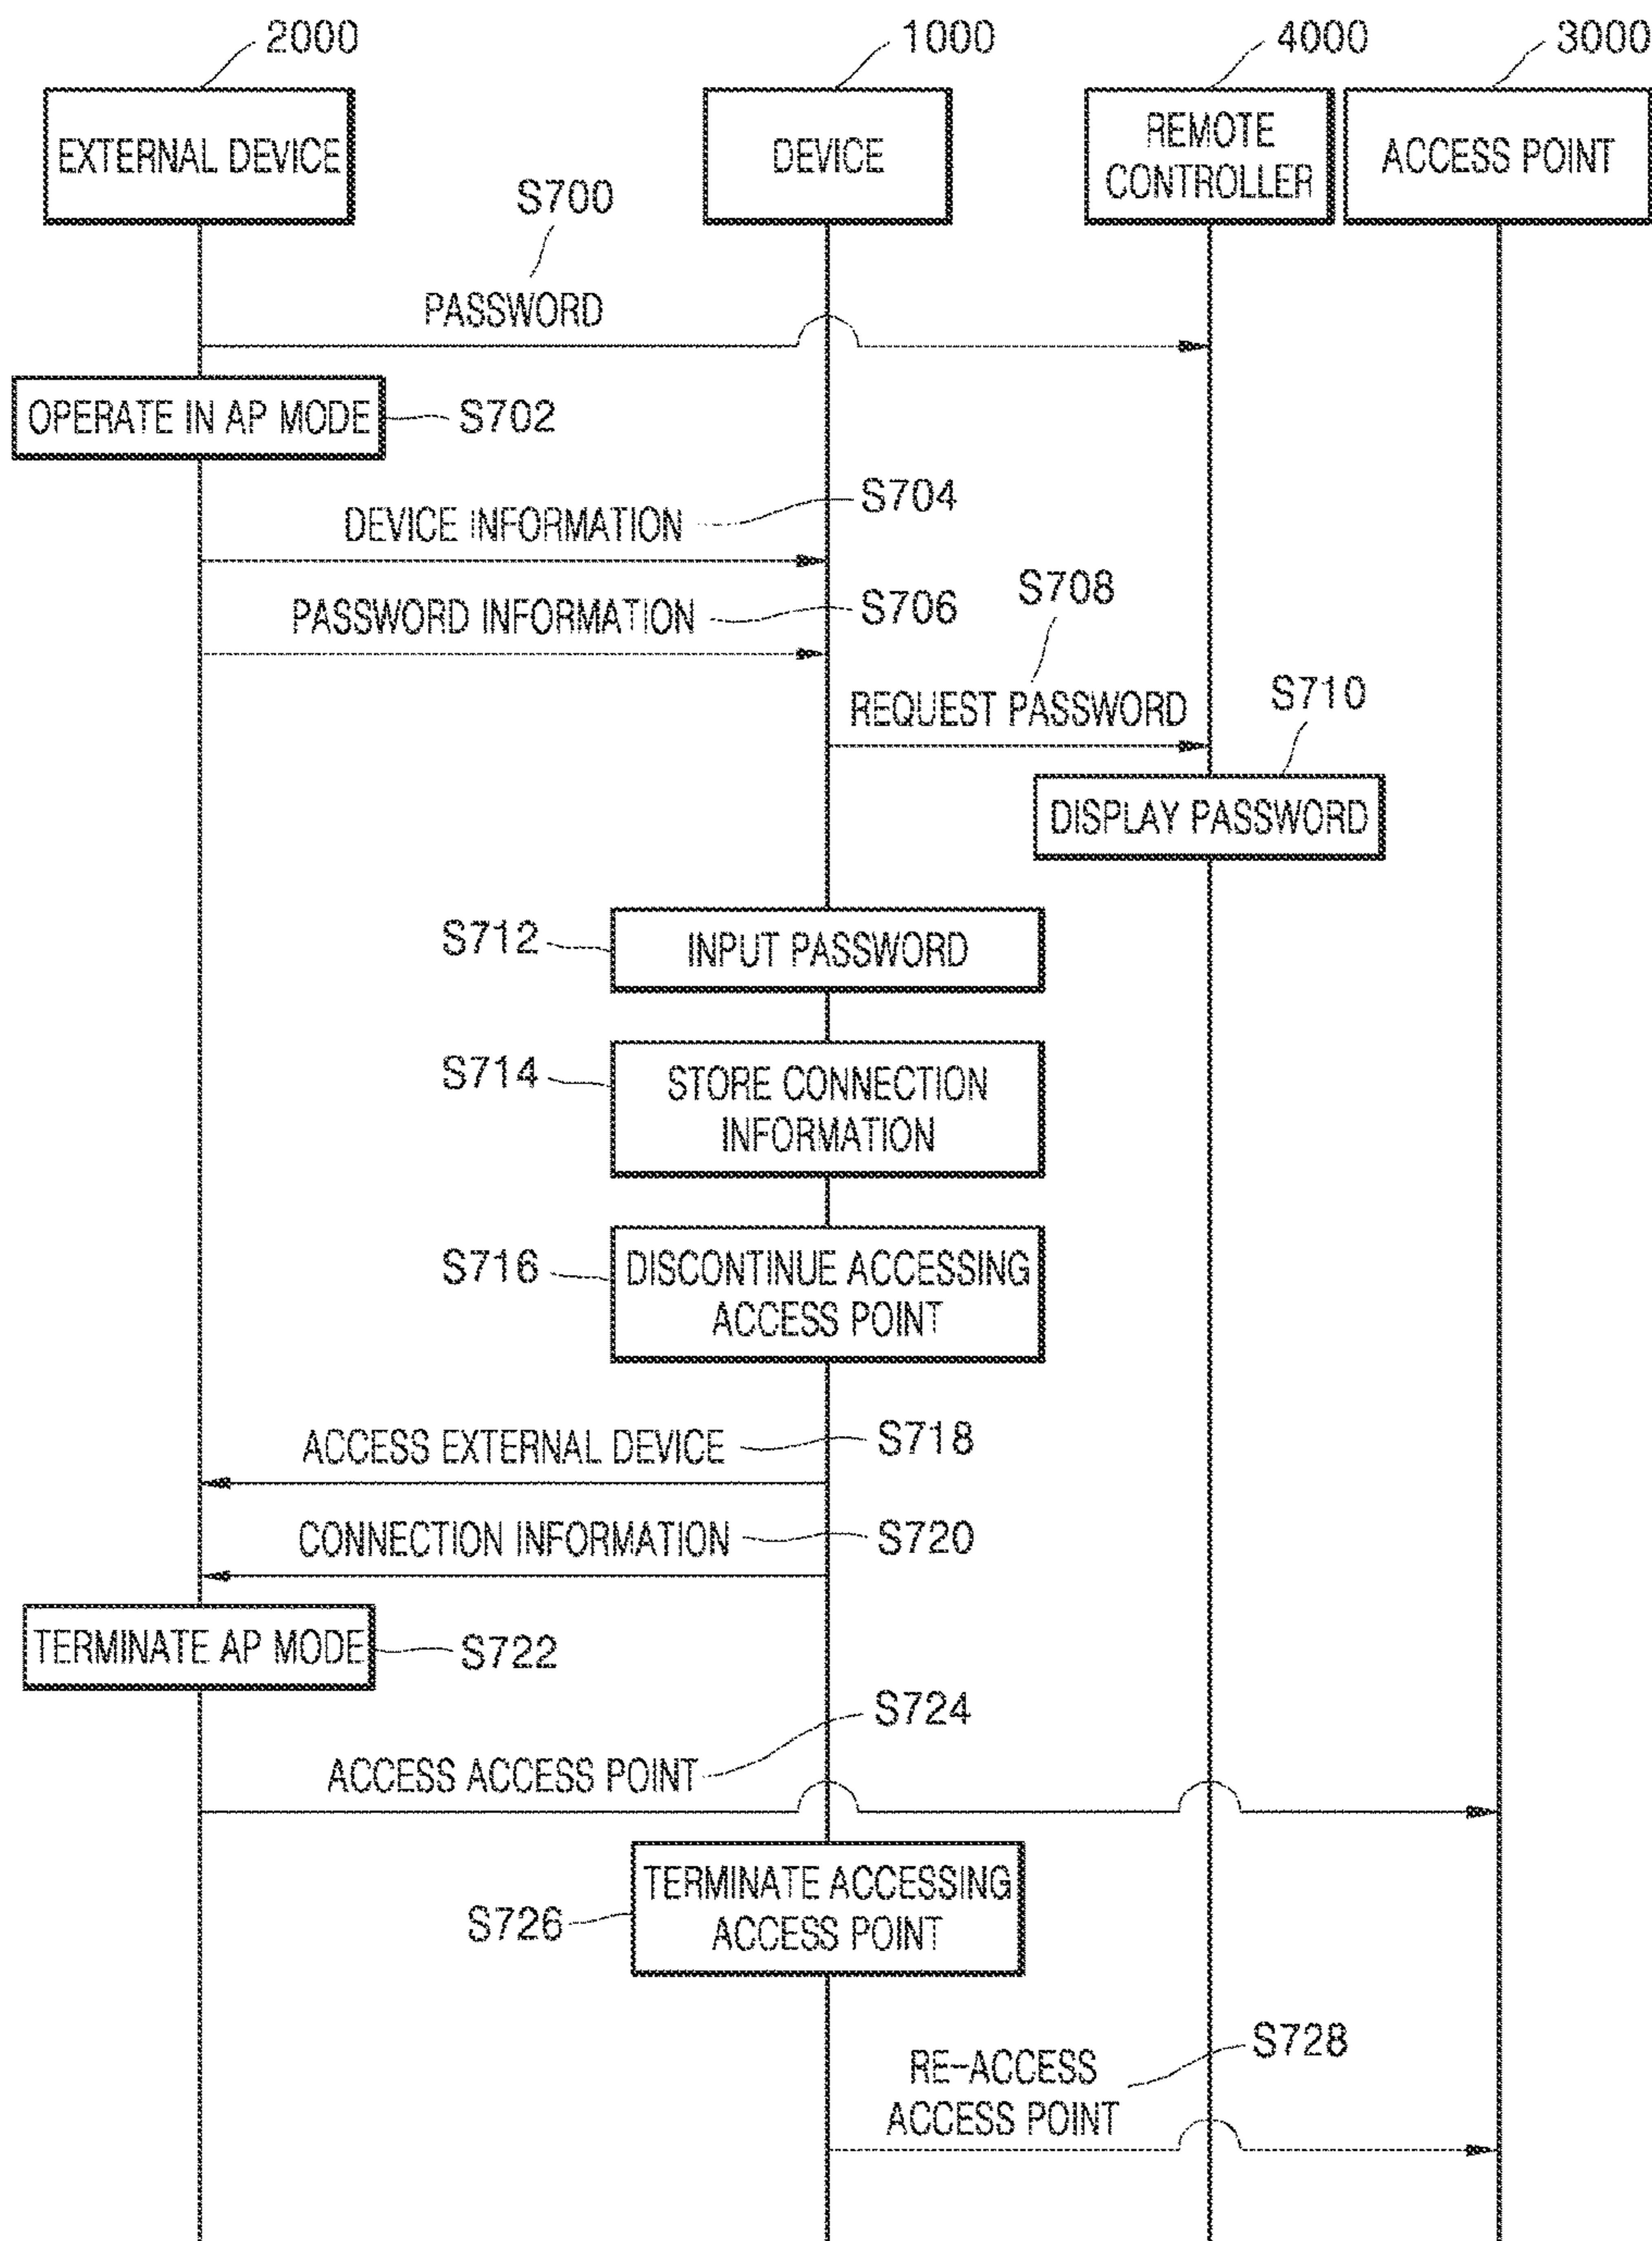 2000
1000
4000
3000
EXTERNAL DEVICE
DEVICE
REMOTE
CONTROLLER
ACCESS POINT
S700
PASSWORD
OPERATE IN AP MODE
S702
S704
DEVICE INFORMATION
PASSWORD INFORMATION
S706
S708
REQUEST PASSWORD
S710
DISPLAY PASSWORD
S712
INPUT PASSWORD
S714
STORE CONNECTION
INFORMATION
S716
DISCONTINUE ACCESSING
ACCESS POINT
ACCESS EXTERNAL DEVICE
S718
CONNECTION INFORMATION
S720
TERMINATE AP MODE
S722
S724
ACCESS ACCESS POINT
TERMINATE ACCESSING
ACCESS POINT
S726
S728
RE-ACCESS
ACCESS POINT